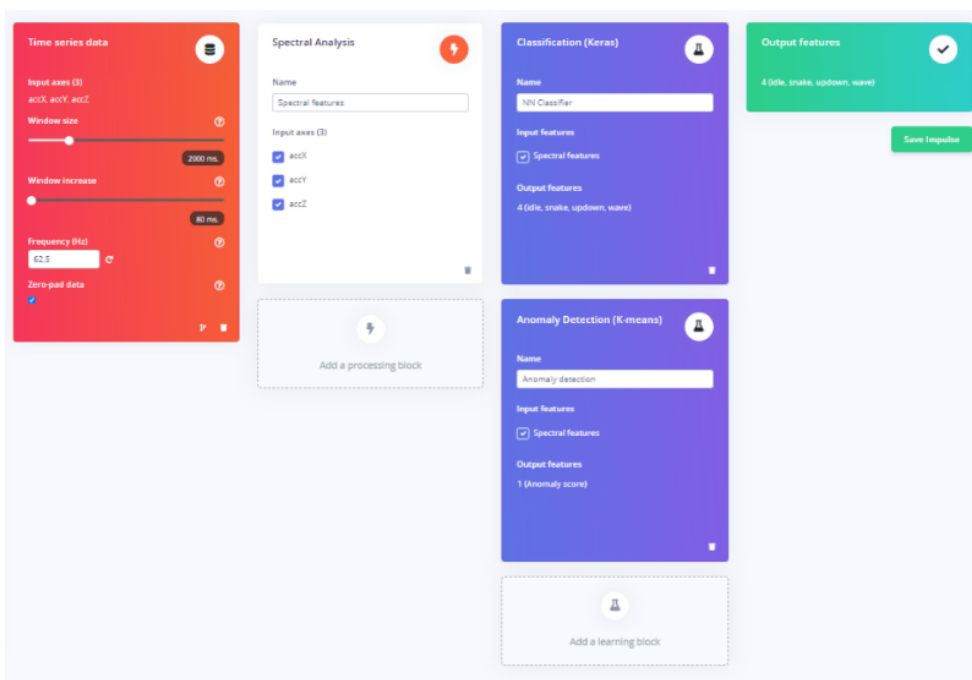 Time series data
Input axes (3)
accX, accY, accZ
Window size
2000 ms.
Window increase
80 ms.
Frequency (Hz)
62,5
Zero-pad data
Spectral Analysis
Name
Spectral features
Input axes (3)
accX
accY
accZ
Add a processing block
Classification (Keras)
Name
NN Classifier
Input features
Spectral features
Output features
4 (idle, snake, updown, wave)
Anomaly Detection (K-means)
Name
Anomaly detection
Input features
Spectral features
Output features
1 (Anomaly score)
Add a learning block
Output features
4 (idle, snake, updown, wave)
Save Impulse